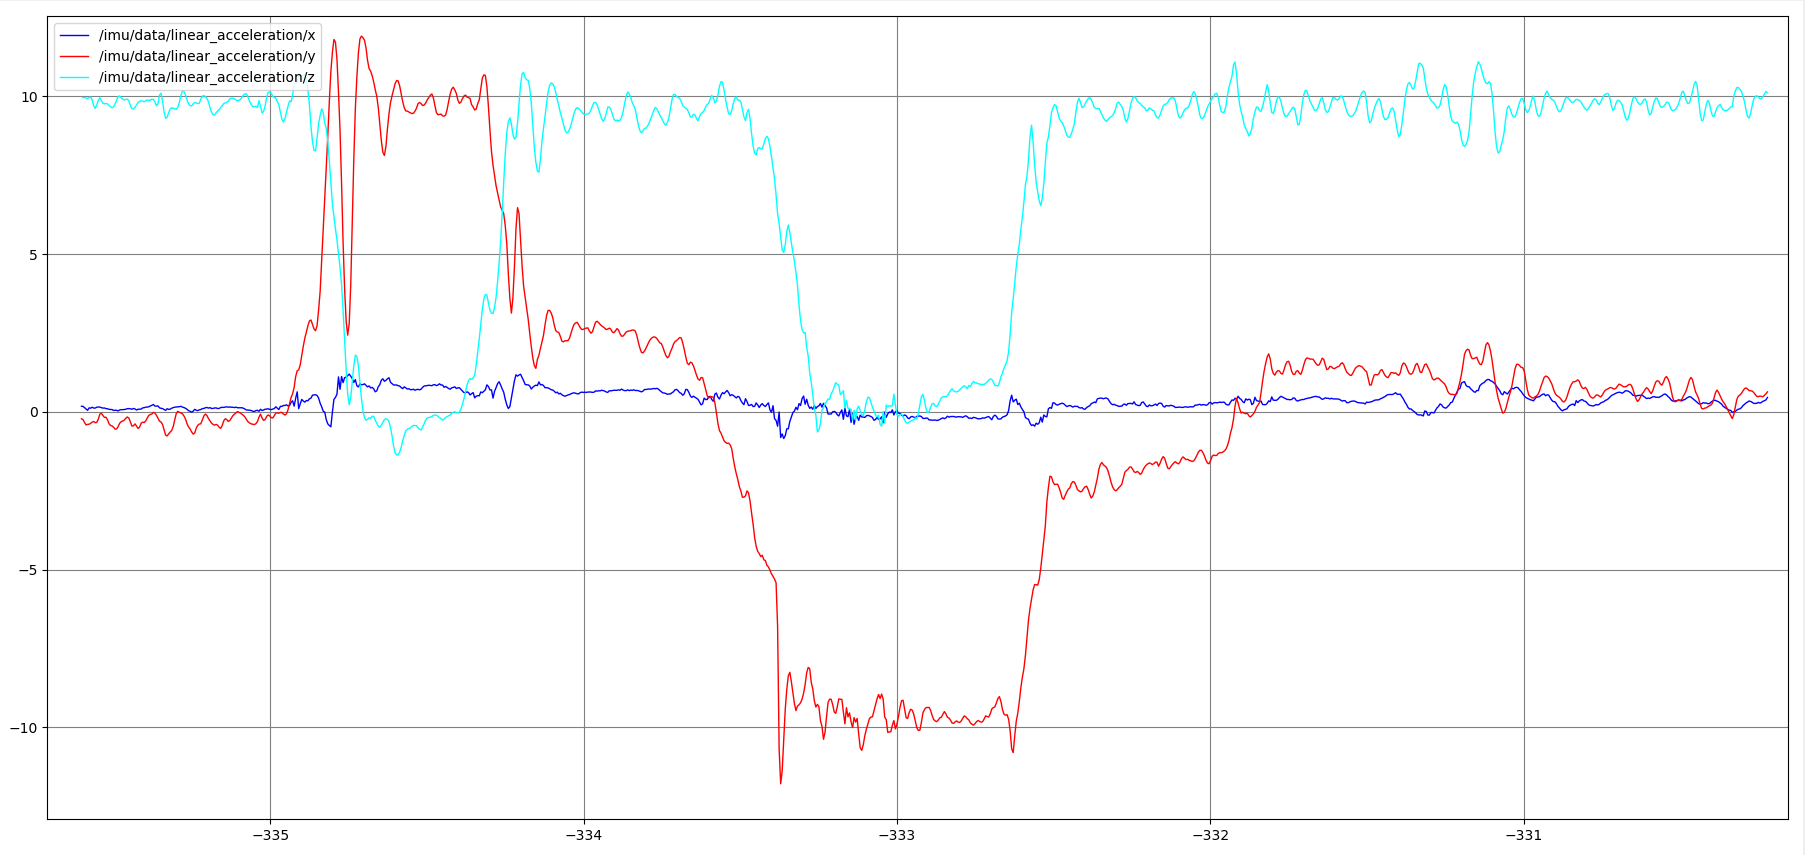 /imu/data/linear_acceleration/x
/imu/data/linear_acceleration/y
/imu/data/linear_acceleration/z
10
5
0
−5
−10
−335 −334 −333 −332 −331